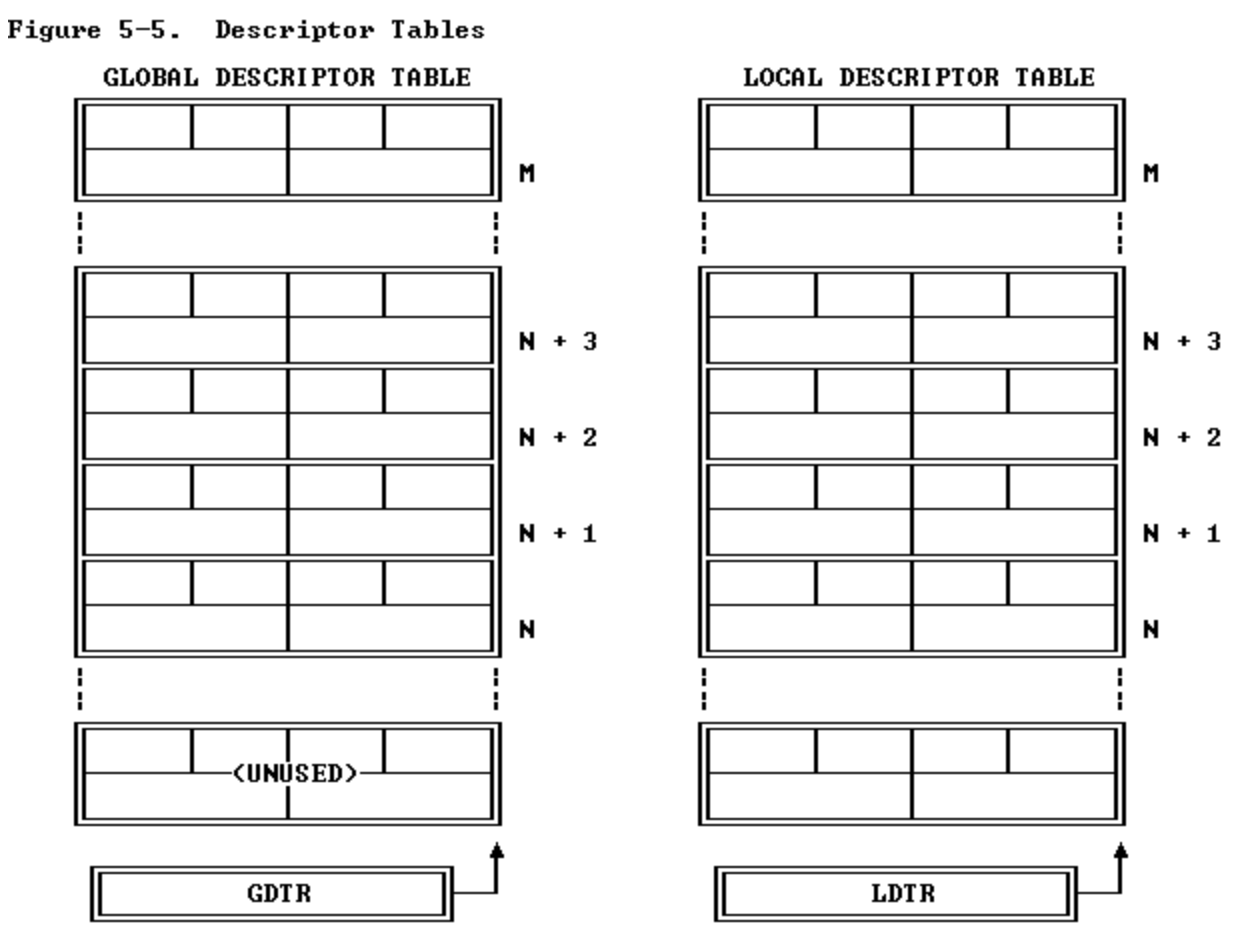 Figure 5-5. Descriptor Tables
GLOBAL DESCRIPTOR TABLE
LOCAL DESCRIPTOR TABLE
M
M
N + 3
N + 3
N + 2
N + 2
N + 1
N + 1
N
N
<UNUSED>
GDTR
LDTR